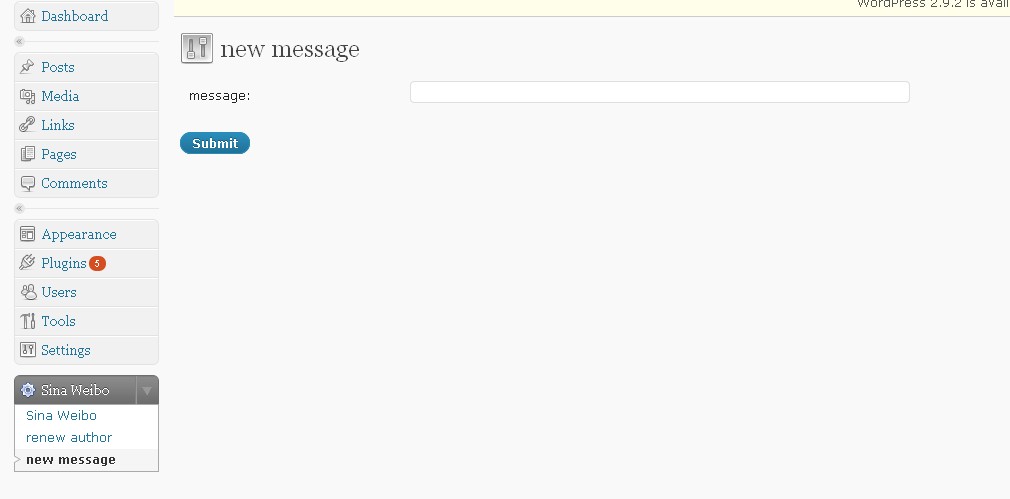 WordPress 2.9.2 is avail
Dashboard
new message
message:
Submit
Posts
Media
Links
Pages
Comments
Appearance
Plugins 5
Users
Tools
Settings
Sina Weibo
Sina Weibo
renew author
new message